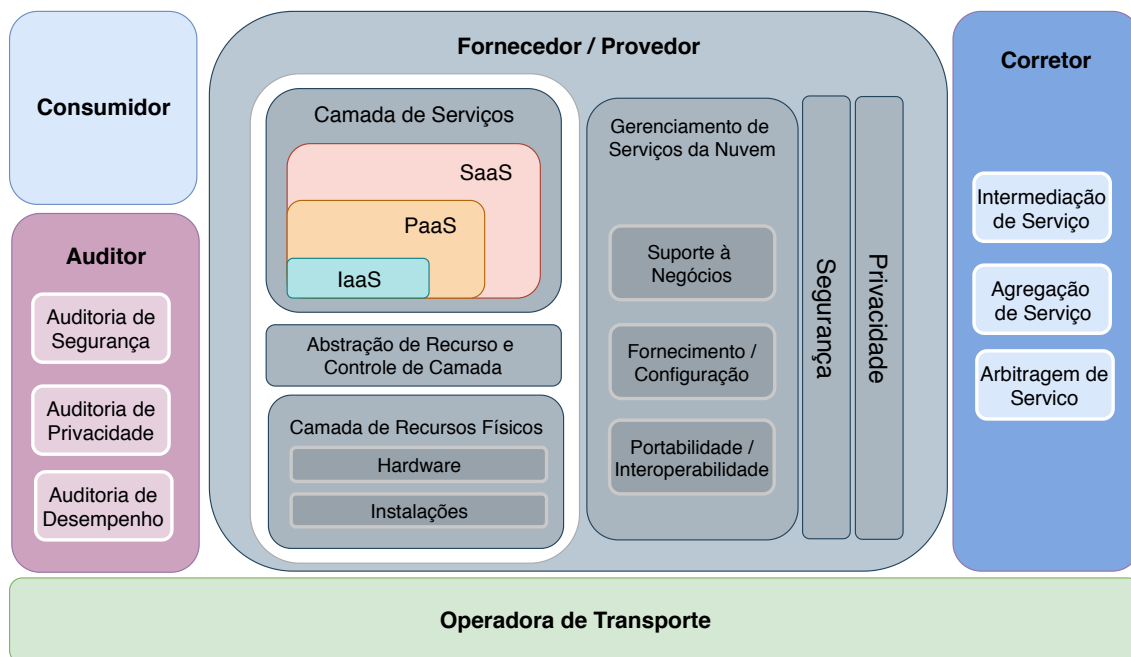 Consumidor
Auditor
Auditoria de
Segurança
Auditoria de
Privacidade
Auditoria de
Desempenho
Fornecedor / Provedor
Camada de Serviços
SaaS
PaaS
IaaS
Abstração de Recurso e
Controle de Camada
Camada de Recursos Físicos
Hardware
Instalações
Gerenciamento de
Serviços da Nuvem
Suporte à
Negócios
Fornecimento /
Configuração
Portabilidade /
Interoperabilidade
Segurança
Privacidade
Corretor
Intermediação
de Serviço
Agregação
de Serviço
Arbitragem de
Servico
Operadora de Transporte